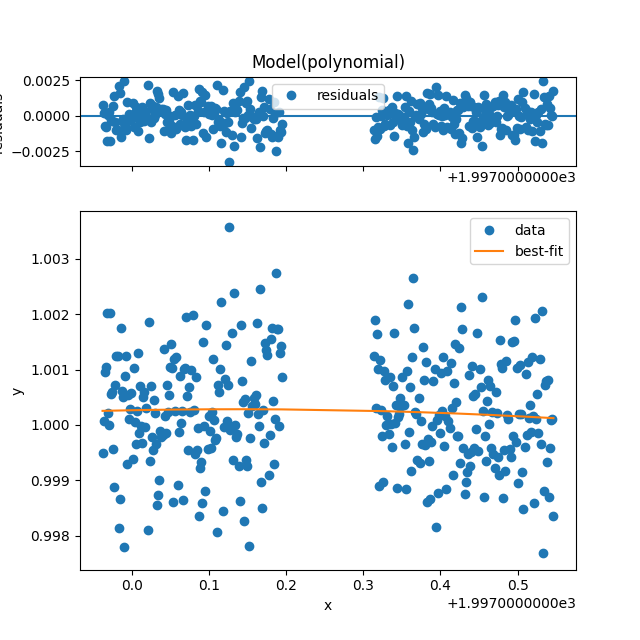 Model(polynomial)
0.0025
0.0000
−0.0025
residuals
residuals
+1.9970000000e3
data
best-fit
1.003
1.002
1.001
1.000
0.999
0.998
y
0.0
0.1
0.2
0.3
0.4
0.5
x
+1.9970000000e3